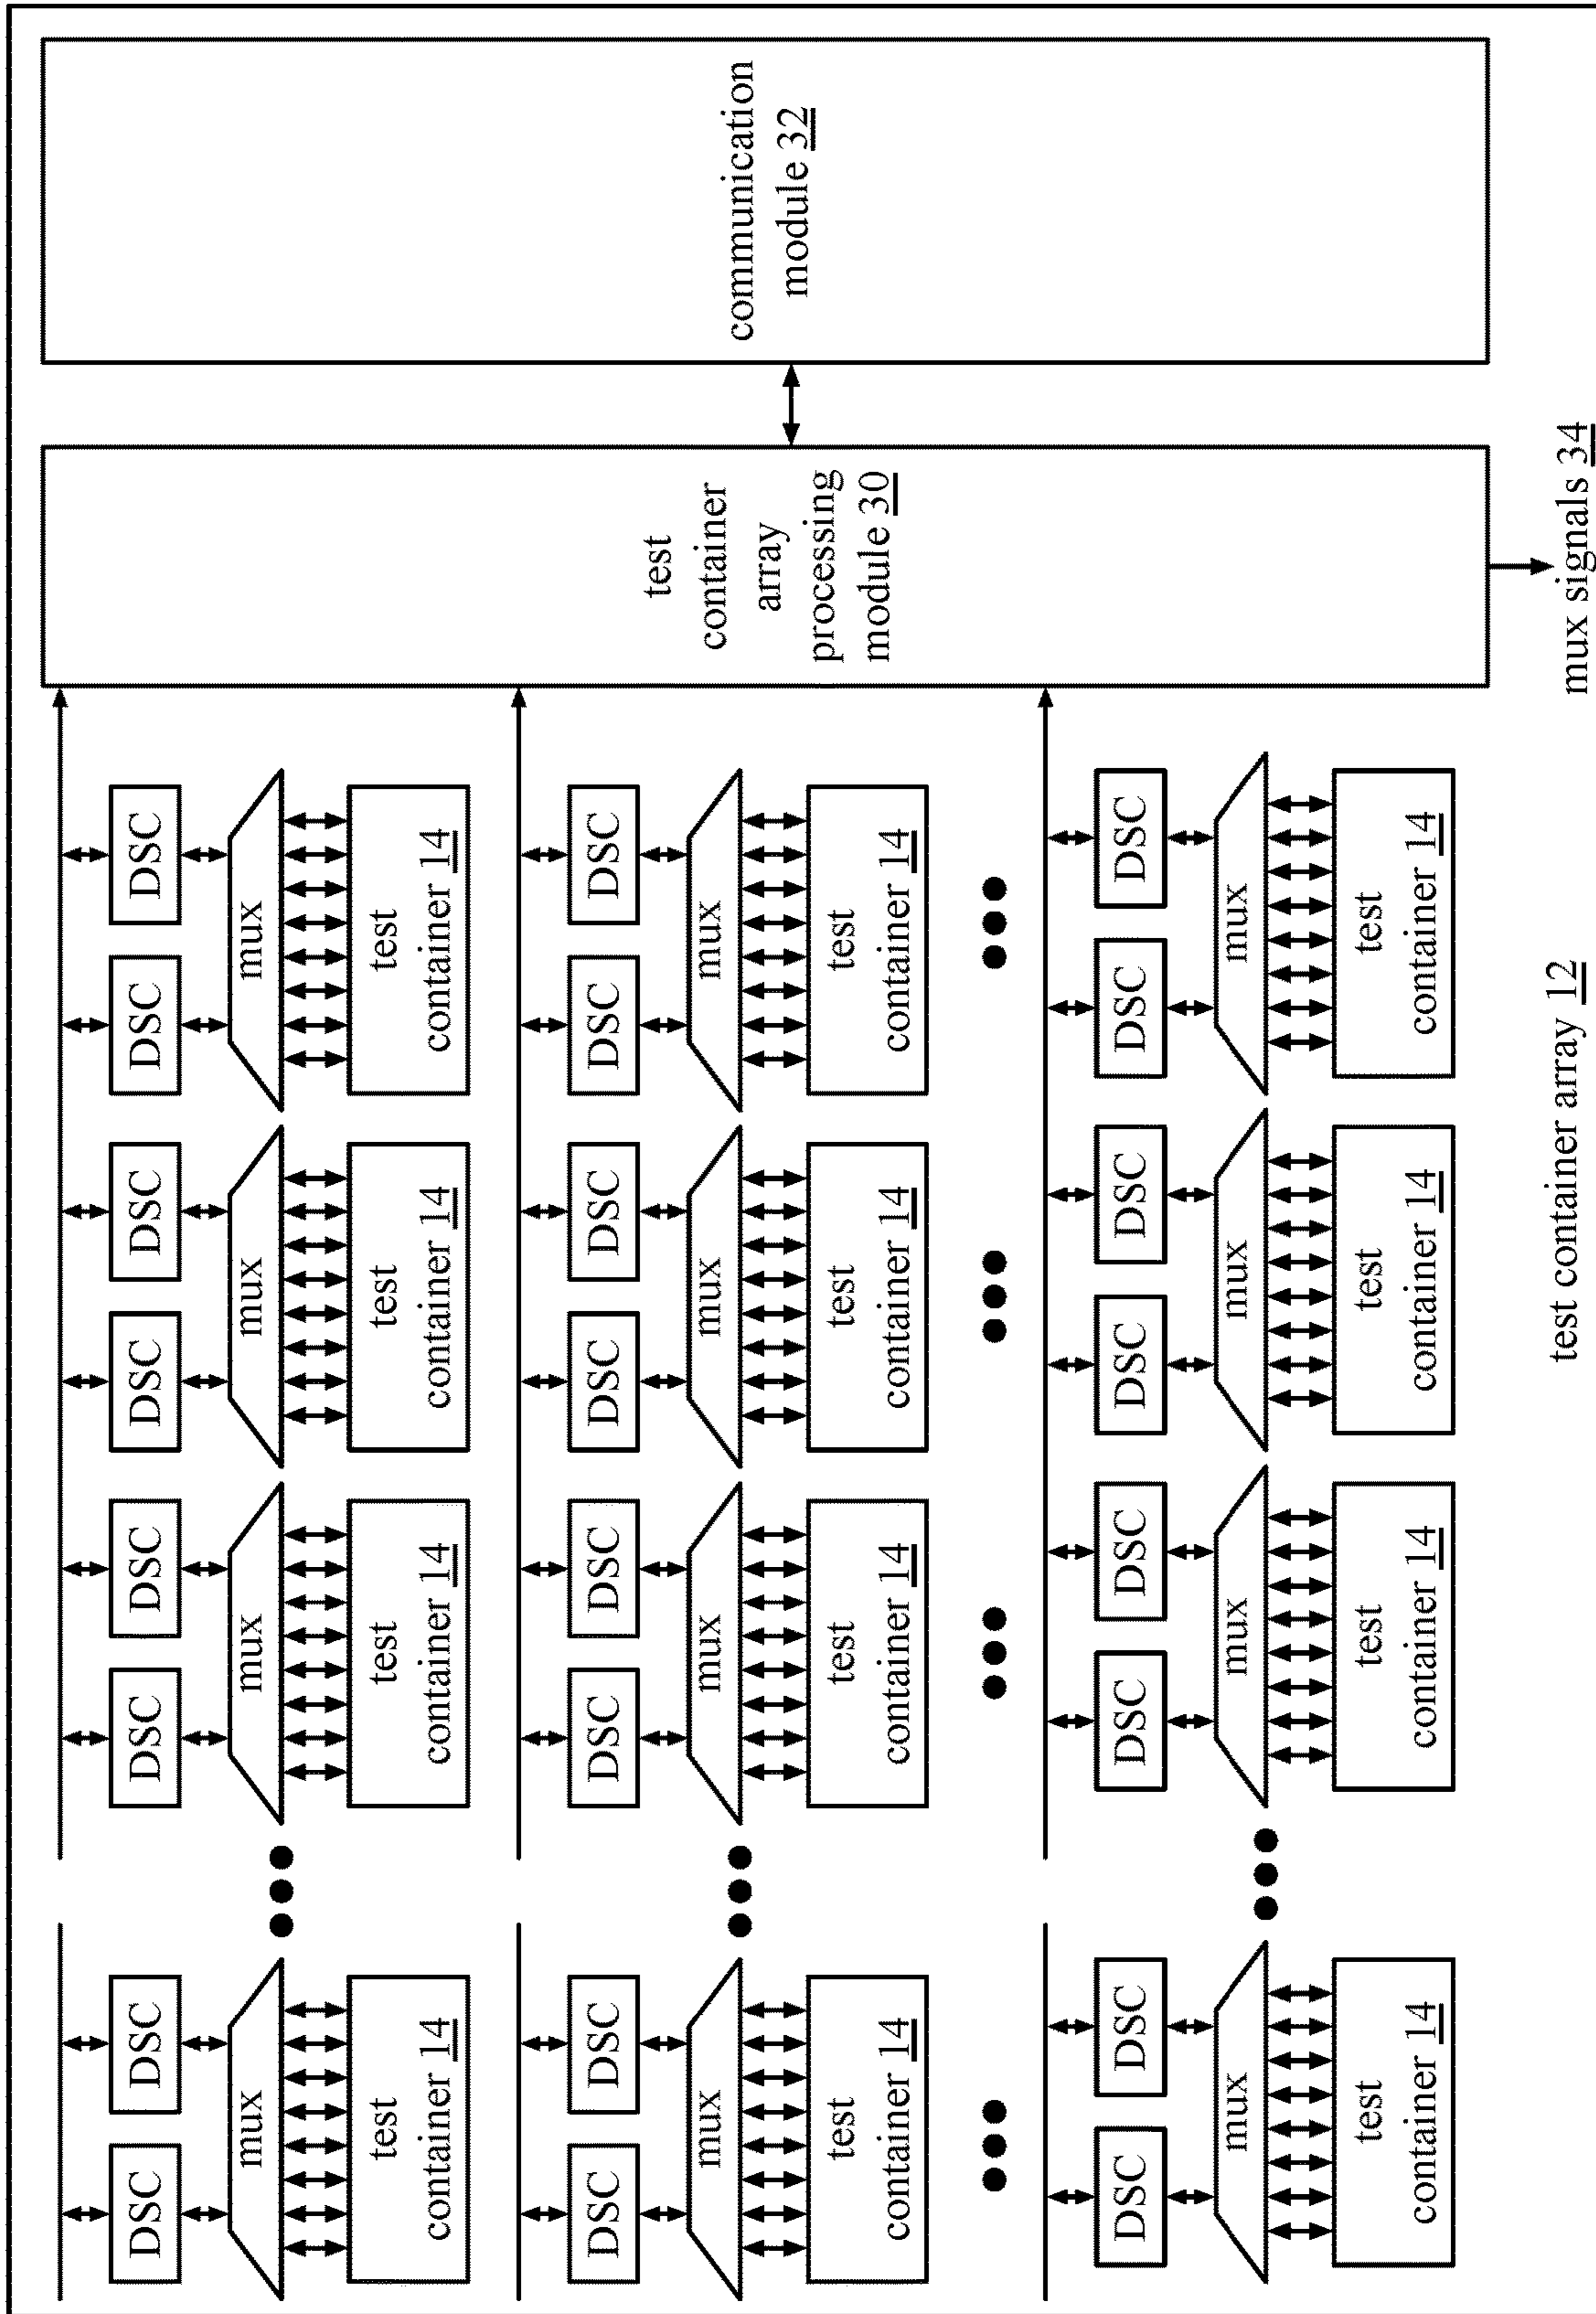 DSC
DSC
DSC
DSC
DSC
DSC
DSC
DSC
mux
mux
mux
mux
test
container 14
test
container 14
test
container 14
test
container 14
DSC
DSC
DSC
DSC
DSC
DSC
DSC
DSC
mux
mux
mux
mux
test
container 14
test
container 14
test
container 14
test
container 14
DSC
DSC
DSC
DSC
DSC
DSC
DSC
DSC
mux
mux
mux
mux
test
container 14
test
container 14
test
container 14
test
container 14
test
container
array
processing
module 30
communication
module 32
test container array 12
mux signals 34